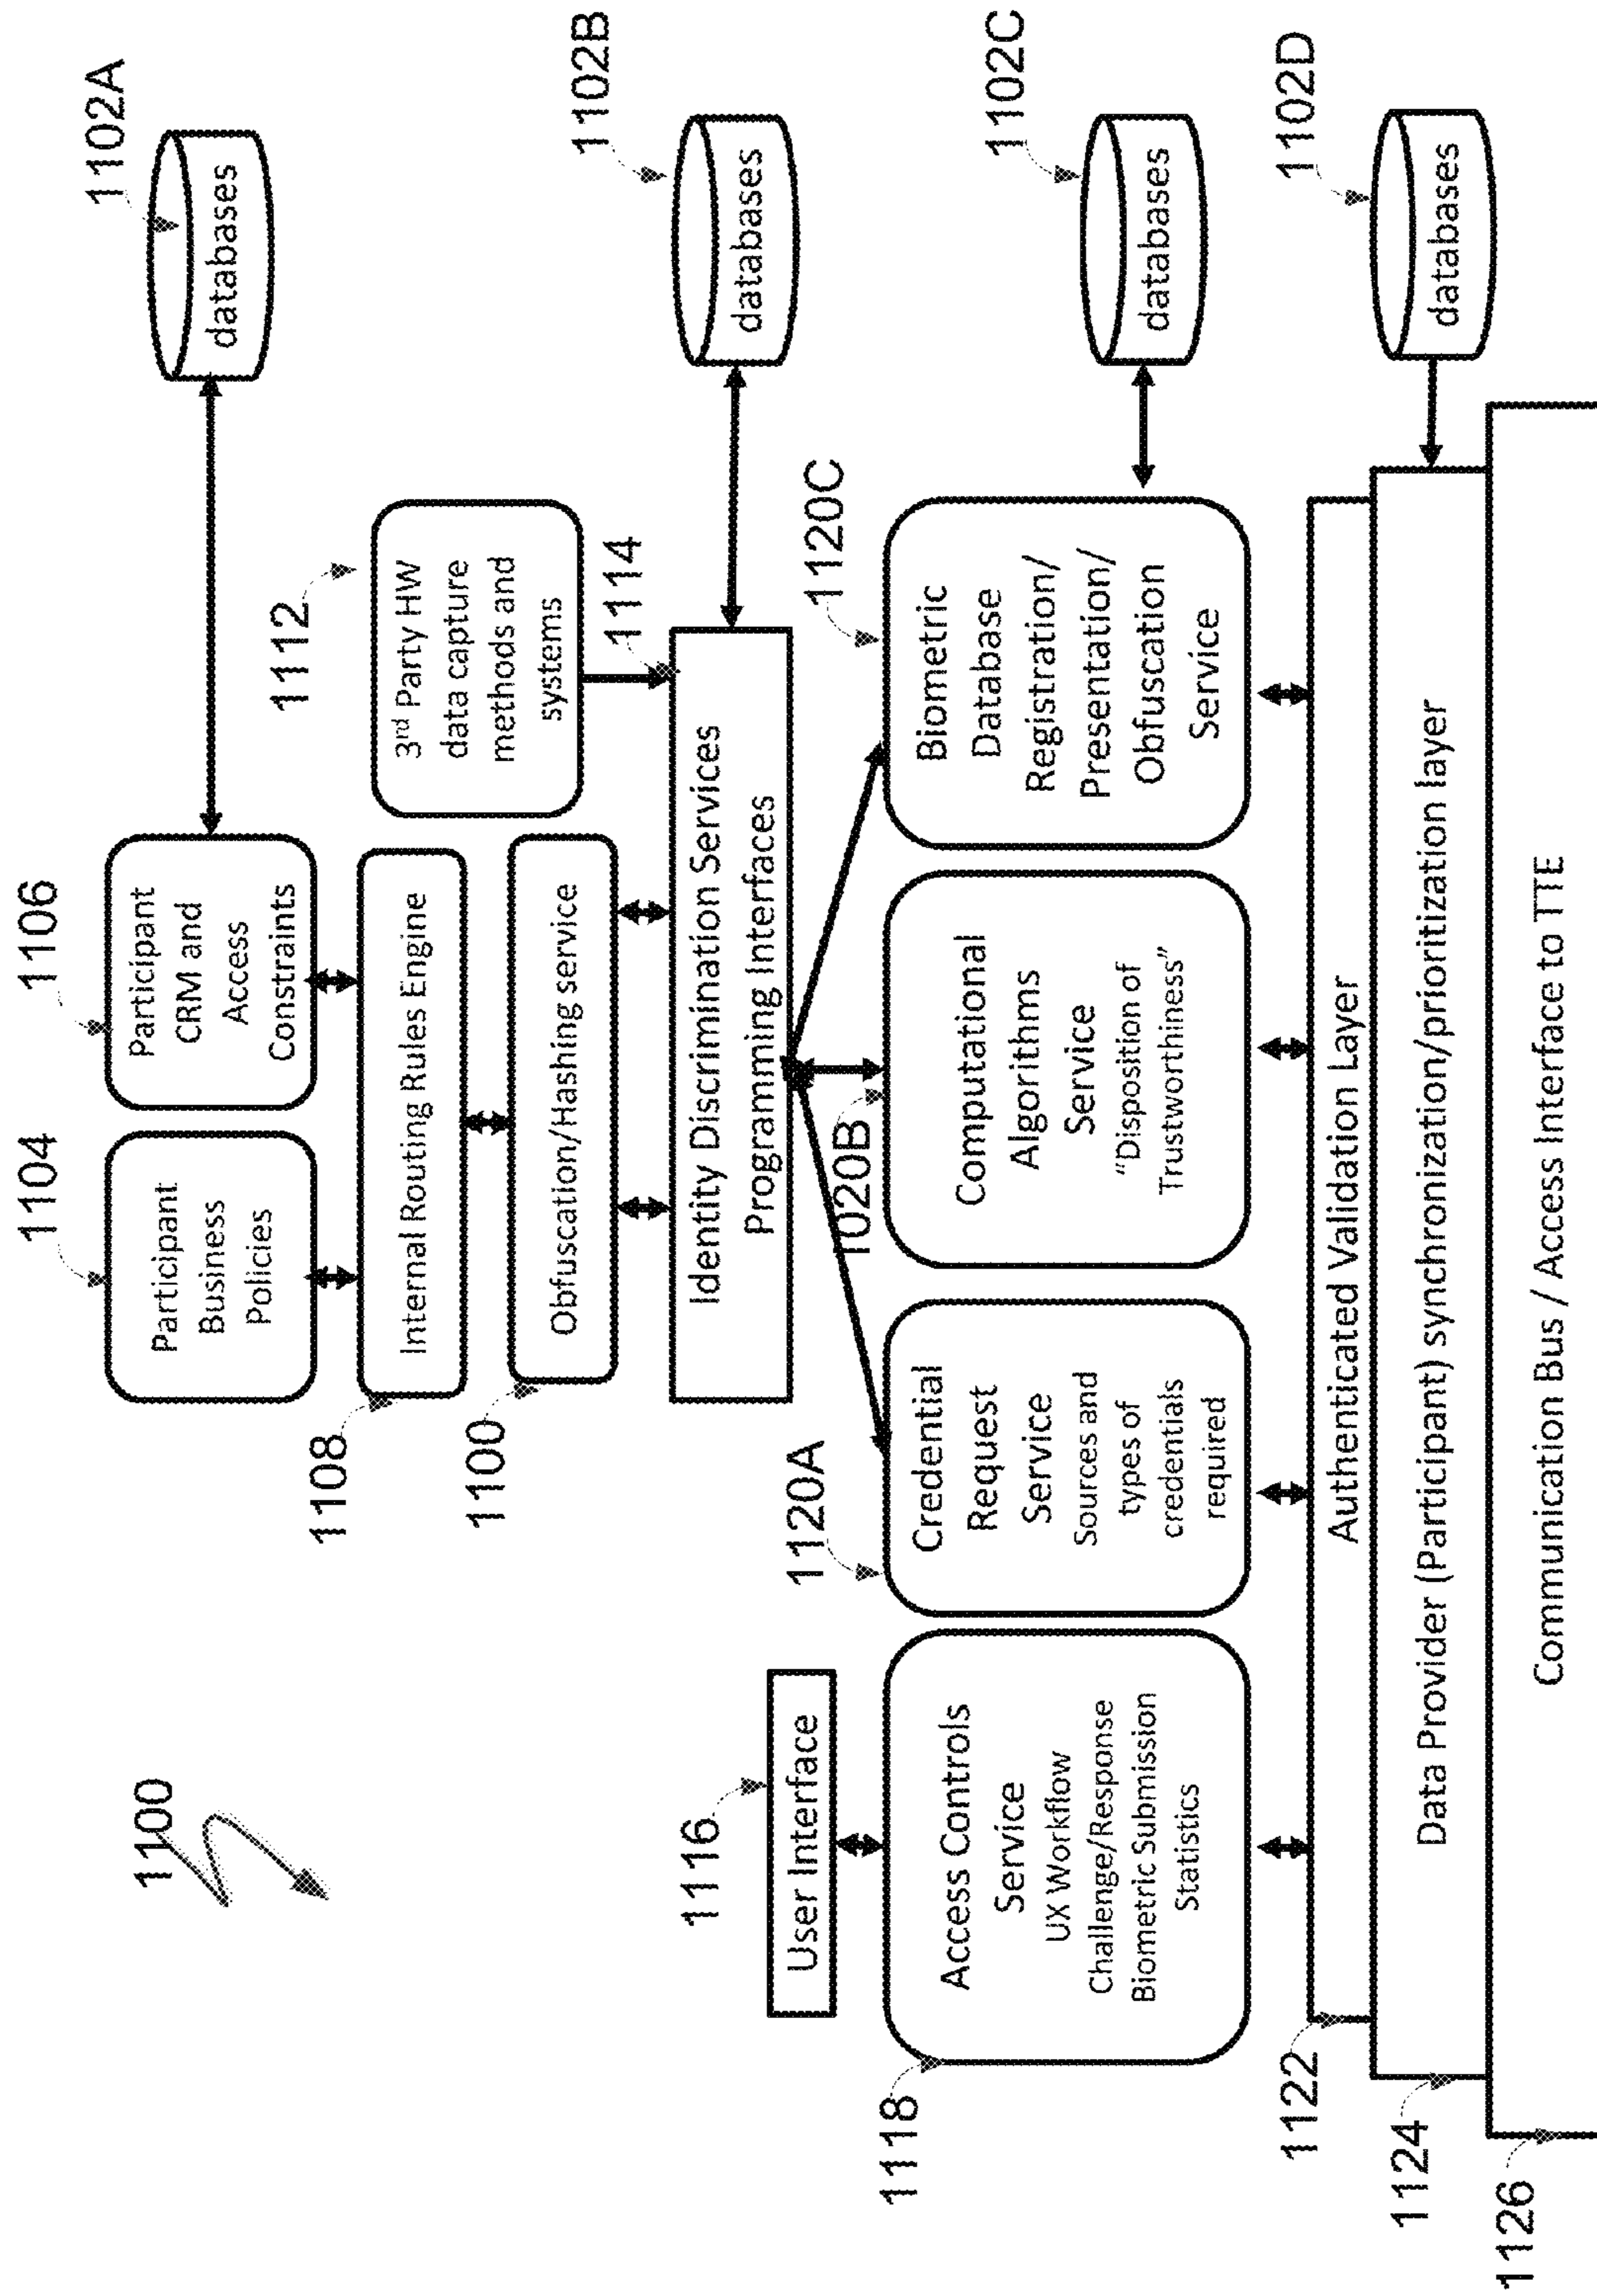 1100
1104
1106
1102A
Participant
Business
Policies
Participant
CRM and
Access
Constraints
databases
1108
Internal Routing Rules Engine
1112
3rd Party HW
data capture
methods and
systems
1100
Obfuscation/Hashing service
1114
1102B
Identity Discrimination Services
Programming Interfaces
databases
1116
User Interface
1120A
1020B
1120C
1102C
1118
Access Controls
Service
UX Workflow
Challenge/Response
Biometric Submission
Statistics
Credential
Request
Service
Sources and
types of
credentials
required
Computational
Algorithms
Service
"Disposition of
Trustworthiness"
Biometric
Database
Registration/
Presentation/
Obfuscation
Service
databases
1122
Authenticated Validation Layer
1102D
1124
Data Provider (Participant) synchronization/prioritization layer
databases
1126
Communication Bus / Access Interface to TTE